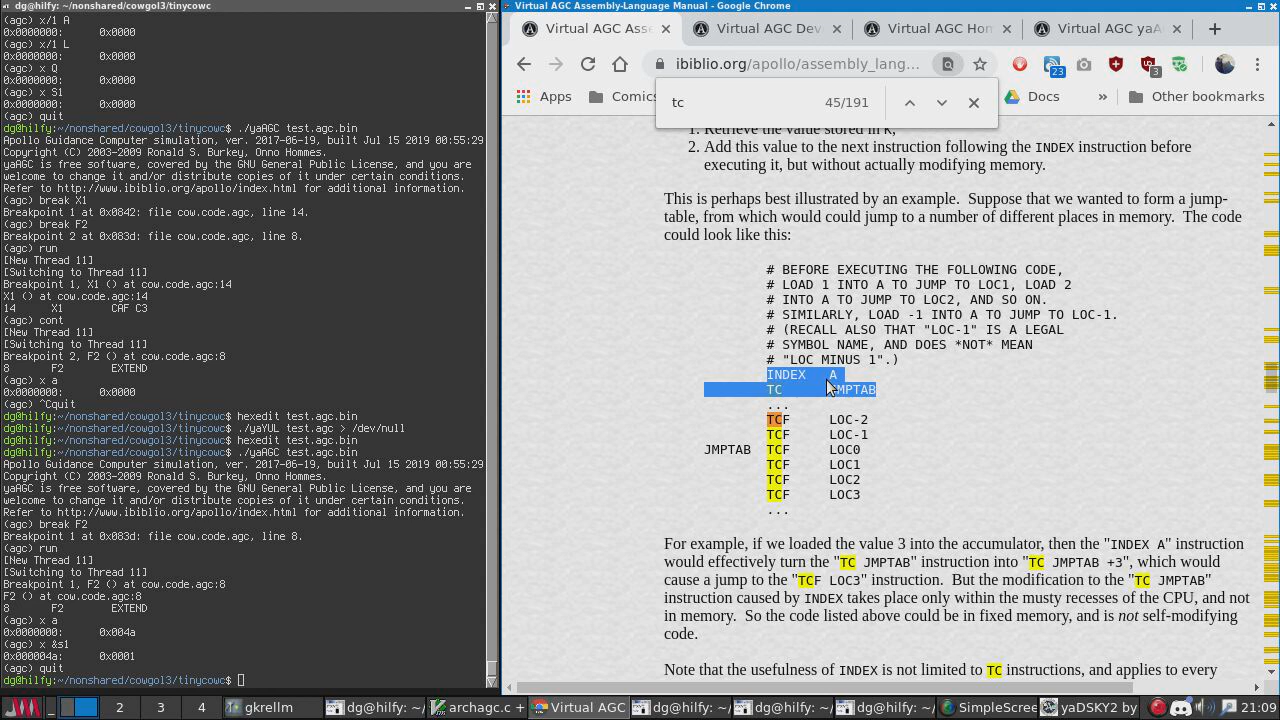 dg@hilfy: ~/nonshared/cowgol3/tinycowc
(agc) x/1 A
0x0000000:     0x0000
(agc) x/1 L
0x0000000:     0x0000
(agc) x Q
0x0000000:     0x0000
(agc) x S1
0x0000000:     0x0000
(agc) quit
dg@hilfy:~/nonshared/cowgol3/tinycowc$ ./yaAGC test.agc.bin
Apollo Guidance Computer simulation, ver. 2017-06-19, built Jul 15 2019 00:55:29
Copyright (C) 2003-2009 Ronald S. Burkey, Onno Hommes.
yaAGC is free software, covered by the GNU General Public License, and you are
welcome to change it and/or distribute copies of it under certain conditions.
Refer to http://www.ibiblio.org/apollo/index.html for additional information.
(agc) break X1
Breakpoint 1 at 0x0842: file cow.code.agc, line 14.
(agc) break F2
Breakpoint 2 at 0x083d: file cow.code.agc, line 8.
(agc) run
[New Thread 11]
[Switching to Thread 11]
Breakpoint 1, X1 () at cow.code.agc:14
X1 () at cow.code.agc:14
14      X1      CAF C3
(agc) cont
[New Thread 11]
[Switching to Thread 11]
Breakpoint 2, F2 () at cow.code.agc:8
8       F2      EXTEND
(agc) x a
0x0000000:     0x0000
(agc) ^Cquit
dg@hilfy:~/nonshared/cowgol3/tinycowc$ hexedit test.agc.bin
dg@hilfy:~/nonshared/cowgol3/tinycowc$ ./yaYUL test.agc > /dev/null
dg@hilfy:~/nonshared/cowgol3/tinycowc$ hexedit test.agc.bin
dg@hilfy:~/nonshared/cowgol3/tinycowc$ ./yaAGC test.agc.bin
Apollo Guidance Computer simulation, ver. 2017-06-19, built Jul 15 2019 00:55:29
Copyright (C) 2003-2009 Ronald S. Burkey, Onno Hommes.
yaAGC is free software, covered by the GNU General Public License, and you are
welcome to change it and/or distribute copies of it under certain conditions.
Refer to http://www.ibiblio.org/apollo/index.html for additional information.
(agc) break F2
Breakpoint 1 at 0x083d: file cow.code.agc, line 8.
(agc) run
[New Thread 11]
[Switching to Thread 11]
Breakpoint 1, F2 () at cow.code.agc:8
F2 () at cow.code.agc:8
8       F2      EXTEND
(agc) x a
0x0000000:     0x004a
(agc) x &s1
0x000004a:     0x0001
(agc) quit
dg@hilfy:~/nonshared/cowgol3/tinycowc$
Virtual AGC Assembly-Language Manual - Google Chrome
Virtual AGC Asse
Virtual AGC Dev
Virtual AGC Hon
Virtual AGC yaA
ibiblio.org/apollo/assembly_lang...
23
3
Apps
Comics
Docs
Other bookmarks
tc 45/191
1. Retrieve the value stored in K,
2. Add this value to the next instruction following the INDEX instruction before
executing it, but without actually modifying memory.
This is perhaps best illustrated by an example.  Suppose that we wanted to form a jump-
table, from which would could jump to a number of different places in memory.  The code
could look like this:
# BEFORE EXECUTING THE FOLLOWING CODE,
# LOAD 1 INTO A TO JUMP TO LOC1, LOAD 2
# INTO A TO JUMP TO LOC2, AND SO ON.
# SIMILARLY, LOAD -1 INTO A TO JUMP TO LOC-1.
# (RECALL ALSO THAT "LOC-1" IS A LEGAL
# SYMBOL NAME, AND DOES *NOT* MEAN
# "LOC MINUS 1".)
INDEX   A
TC      JMPTAB
...
TCF     LOC-2
TCF     LOC-1
JMPTAB  TCF     LOC0
TCF     LOC1
TCF     LOC2
TCF     LOC3
...
For example, if we loaded the value 3 into the accumulator, then the "INDEX A" instruction
would effectively turn the "TC JMPTAB" instruction into "TC JMPTAB +3", which would
cause a jump to the "TCF LOC3" instruction.  But the modification to the "TC JMPTAB"
instruction caused by INDEX takes place only within the musty recesses of the CPU, and not
in memory.  So the code listed above could be in fixed memory, and is not self-modifying
code.
Note that the usefulness of INDEX is not limited to TC instructions, and applies to every
2
3
4
gkrellm
dg@hilfy: ~/
archagc.c +
Virtual AGC
dg@hilfy: ~/
dg@hilfy: ~/
dg@hilfy: ~/
SimpleScree
yaDSKY2 by
21:09